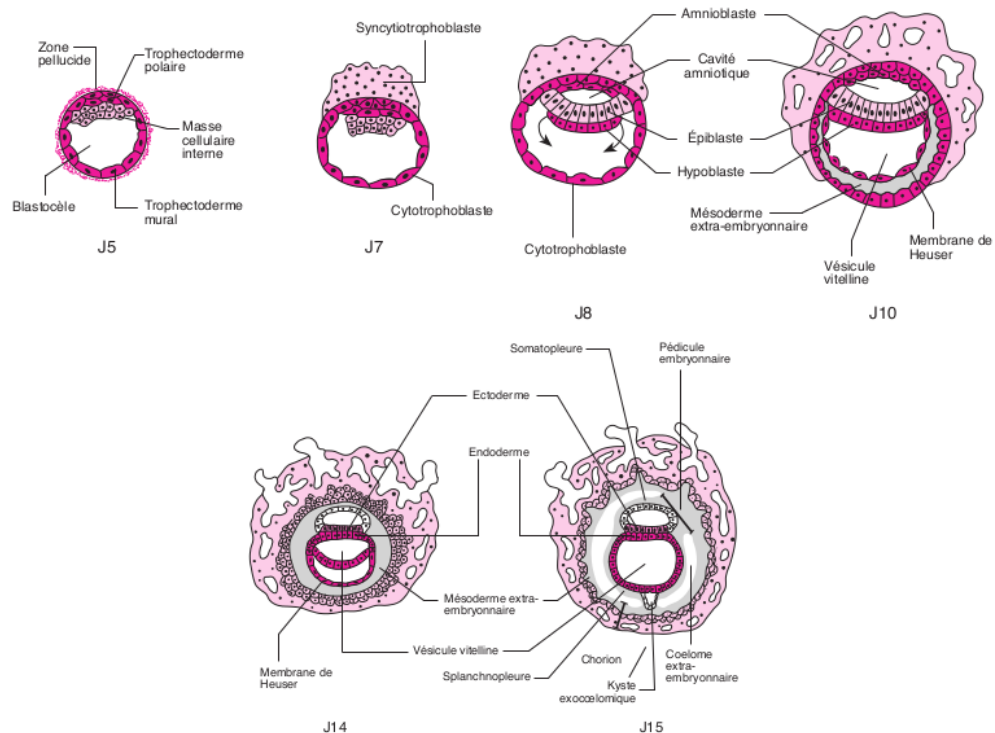 Zone
pellucide
Trophectoderme
polaire
Masse
cellulaire
interne
Blastocèle
Trophectoderme
mural
J5
Syncytiotrophoblaste
Cytotrophoblaste
J7
Amnioblaste
Cavité
amniotique
Épiblaste
Hypoblaste
Cytotrophoblaste
J8
Mésoderme
extra-embryonnaire
Membrane de
Heuser
Vésicule
vitelline
J10
Somatopleure
Pédicule
embryonnaire
Ectoderme
Endoderme
Mésoderme extra-
embryonnaire
Vésicule vitelline
Membrane de
Heuser
Splanchnopleure
Chorion
Coelome
extra-
embryonnaire
Kyste
exocœlomique
J14
J15